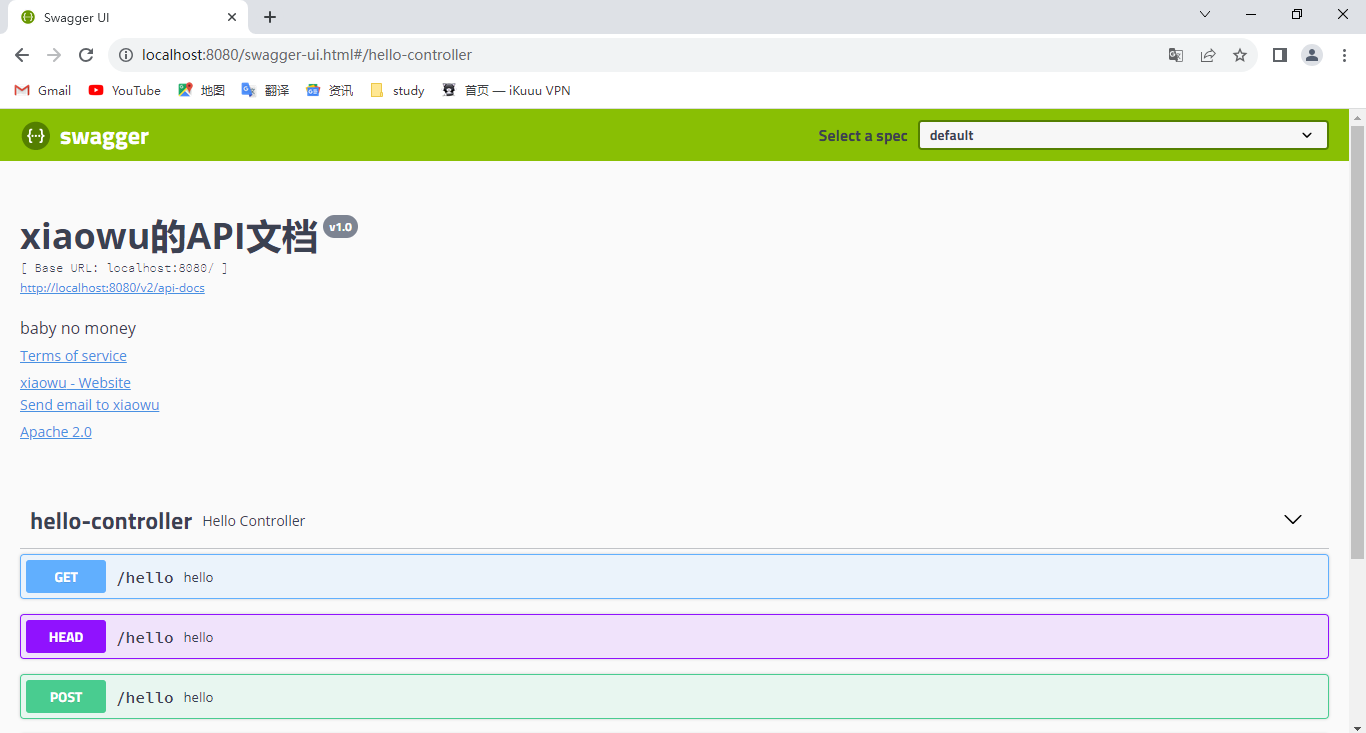 Swagger UI
localhost:8080/swagger-ui.html#/hello-controller
Gmail YouTube 地图 翻译 资讯 study 首页 — iKuuu VPN
{···} swagger Select a spec default
xiaowu的API文档 v1.0
[ Base URL: localhost:8080/ ]
http://localhost:8080/v2/api-docs
baby no money
Terms of service
xiaowu - Website
Send email to xiaowu
Apache 2.0
hello-controller Hello Controller
GET /hello hello
HEAD /hello hello
POST /hello hello